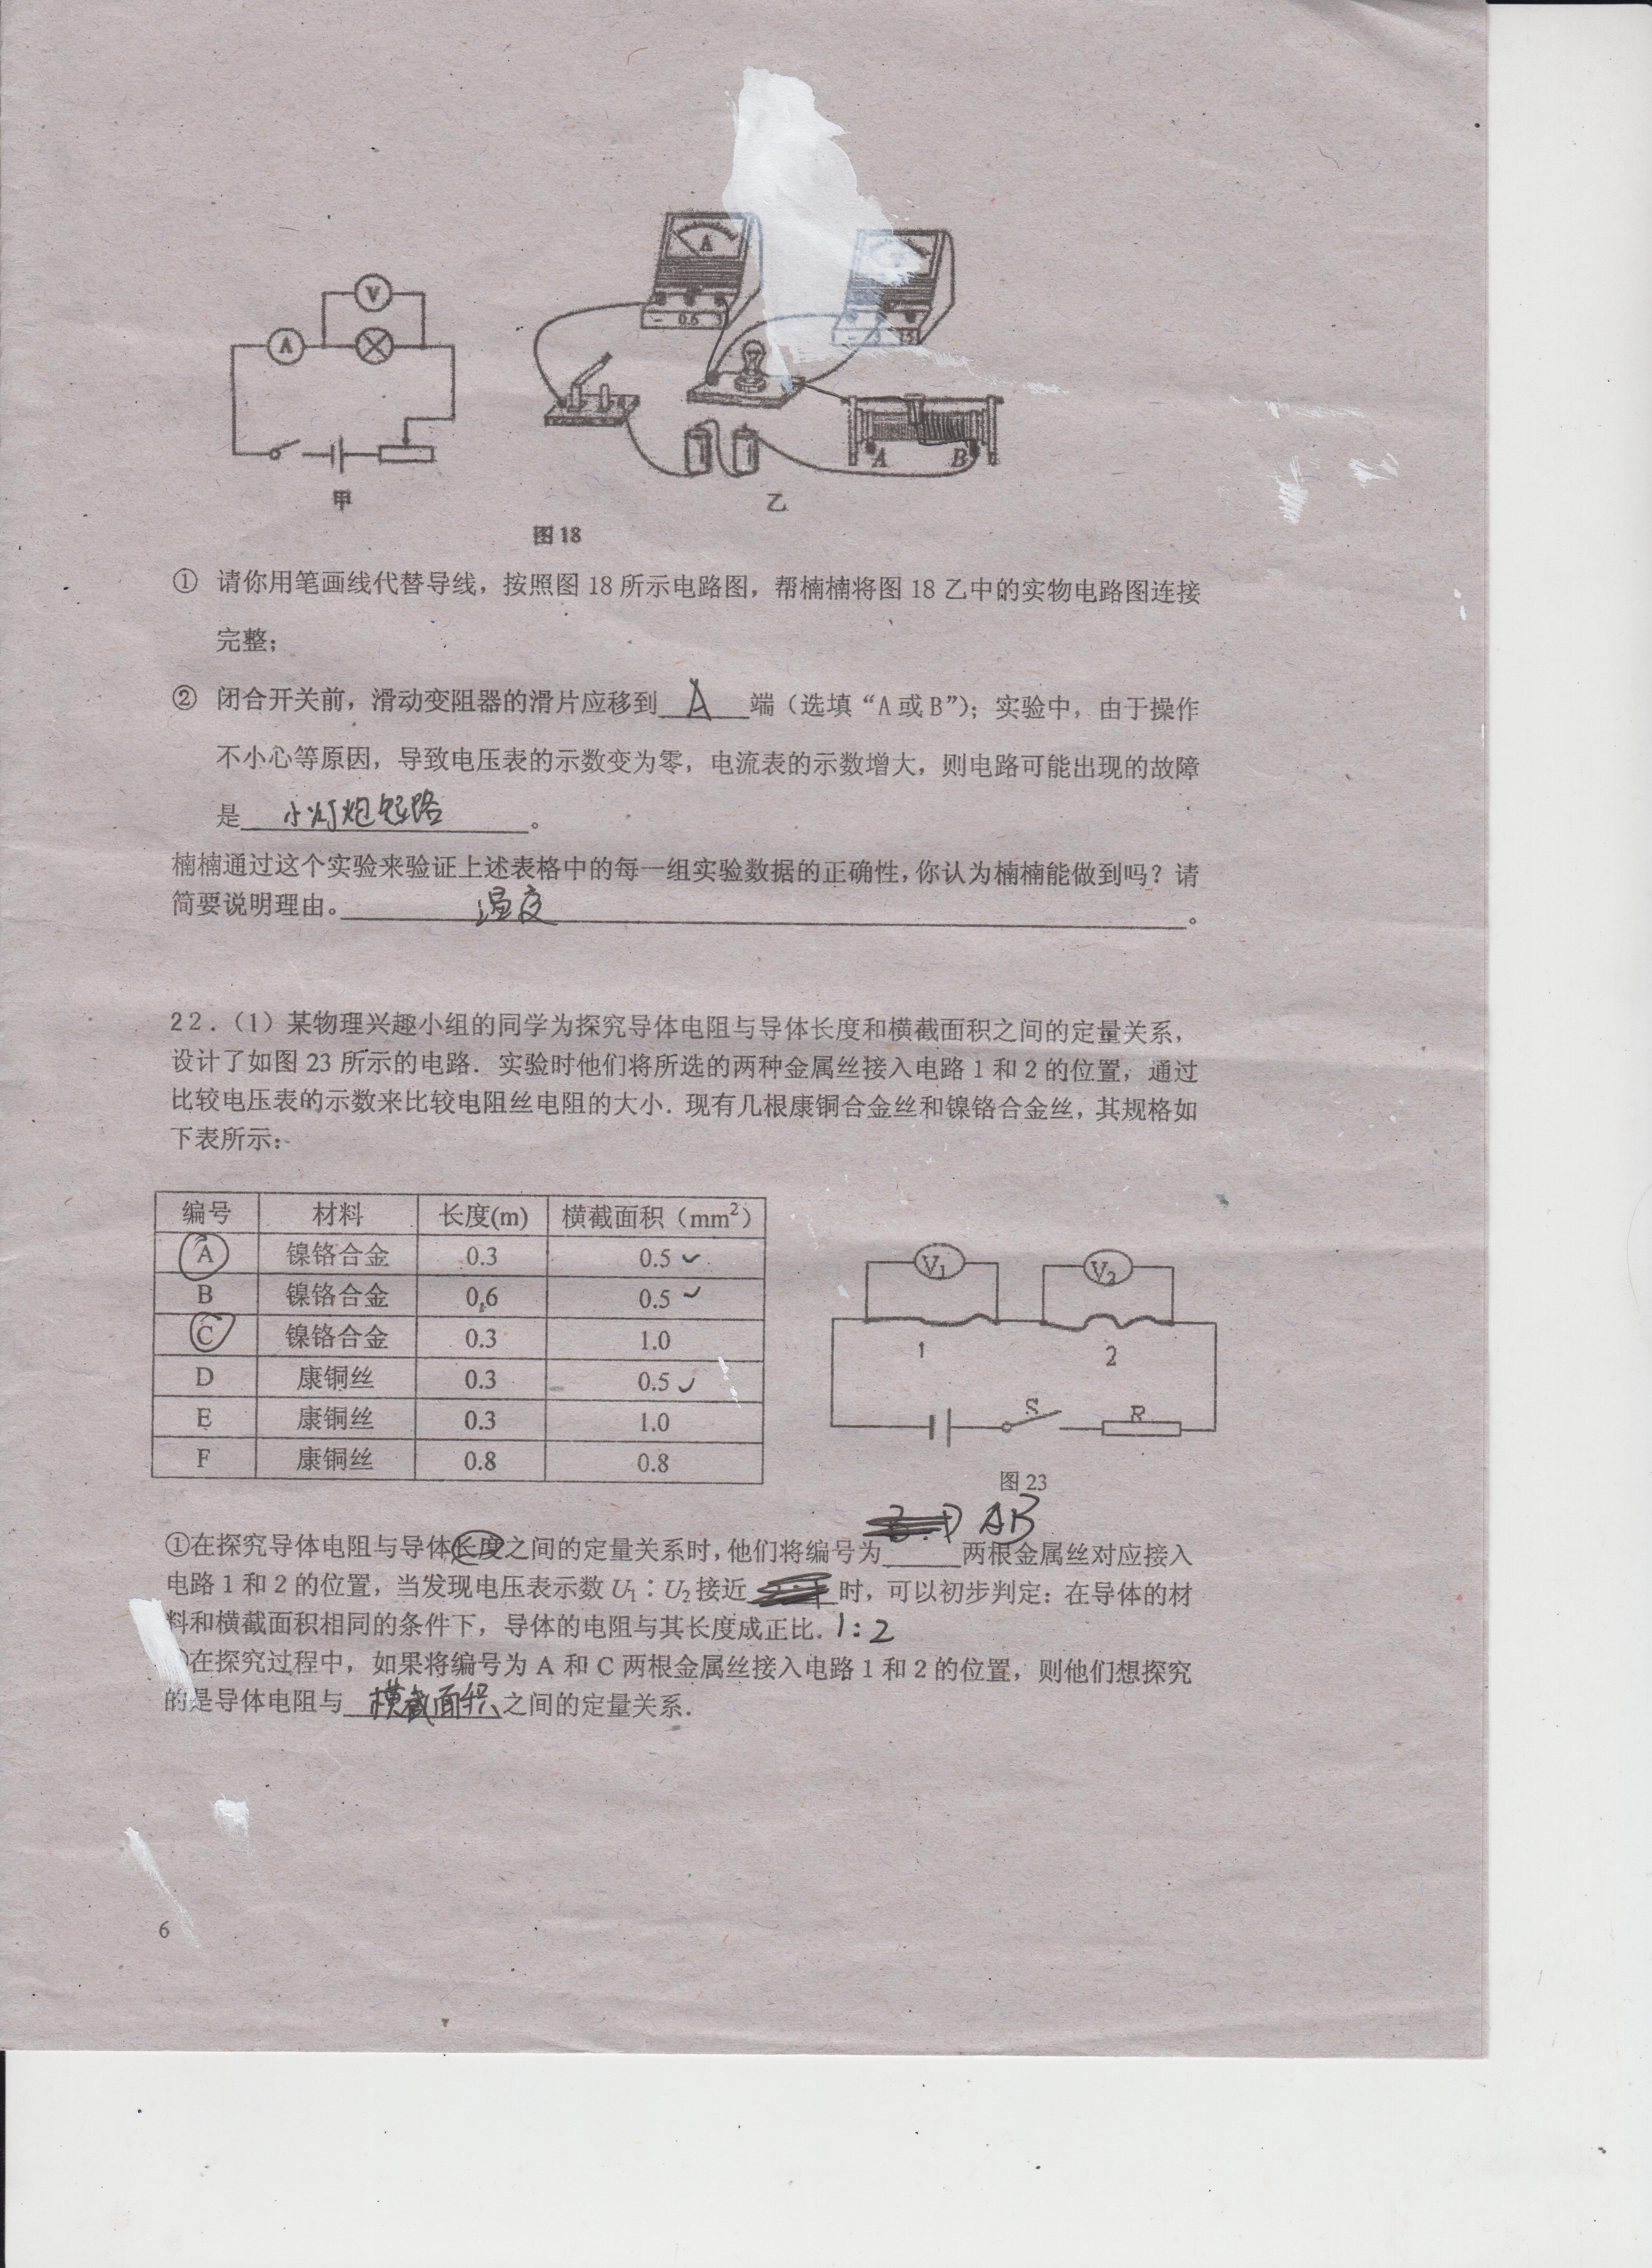 A
V
V
A
- 0.6 3
- 3 15
A B
甲
乙
图 18
① 请你用笔画线代替导线，按照图 18 所示电路图，帮楠楠将图 18 乙中的实物电路图连接
完整；
② 闭合开关前，滑动变阻器的滑片应移到 A 端（选填“A或B”）；实验中，由于操作
不小心等原因，导致电压表的示数变为零，电流表的示数增大，则电路可能出现的故障
是 小灯炮短路 。
楠楠通过这个实验来验证上述表格中的每一组实验数据的正确性，你认为楠楠能做到吗？请
简要说明理由。 温度 。
22．（1）某物理兴趣小组的同学为探究导体电阻与导体长度和横截面积之间的定量关系，
设计了如图 23 所示的电路．实验时他们将所选的两种金属丝接入电路 1 和 2 的位置，通过
比较电压表的示数来比较电阻丝电阻的大小．现有几根康铜合金丝和镍铬合金丝，其规格如
下表所示：
编号 材料 长度(m) 横截面积（mm²）
A 镍铬合金 0.3 0.5
B 镍铬合金 0.6 0.5
C 镍铬合金 0.3 1.0
D 康铜丝 0.3 0.5
E 康铜丝 0.3 1.0
F 康铜丝 0.8 0.8
V₁ V₂
1 2
S R
图 23
AB
①在探究导体电阻与导体长度之间的定量关系时，他们将编号为______两根金属丝对应接入
电路 1 和 2 的位置，当发现电压表示数 U₁∶U₂接近______时，可以初步判定：在导体的材
料和横截面积相同的条件下，导体的电阻与其长度成正比．1:2
在探究过程中，如果将编号为 A 和 C 两根金属丝接入电路 1 和 2 的位置，则他们想探究
的是导体电阻与 横截面积 之间的定量关系．
6